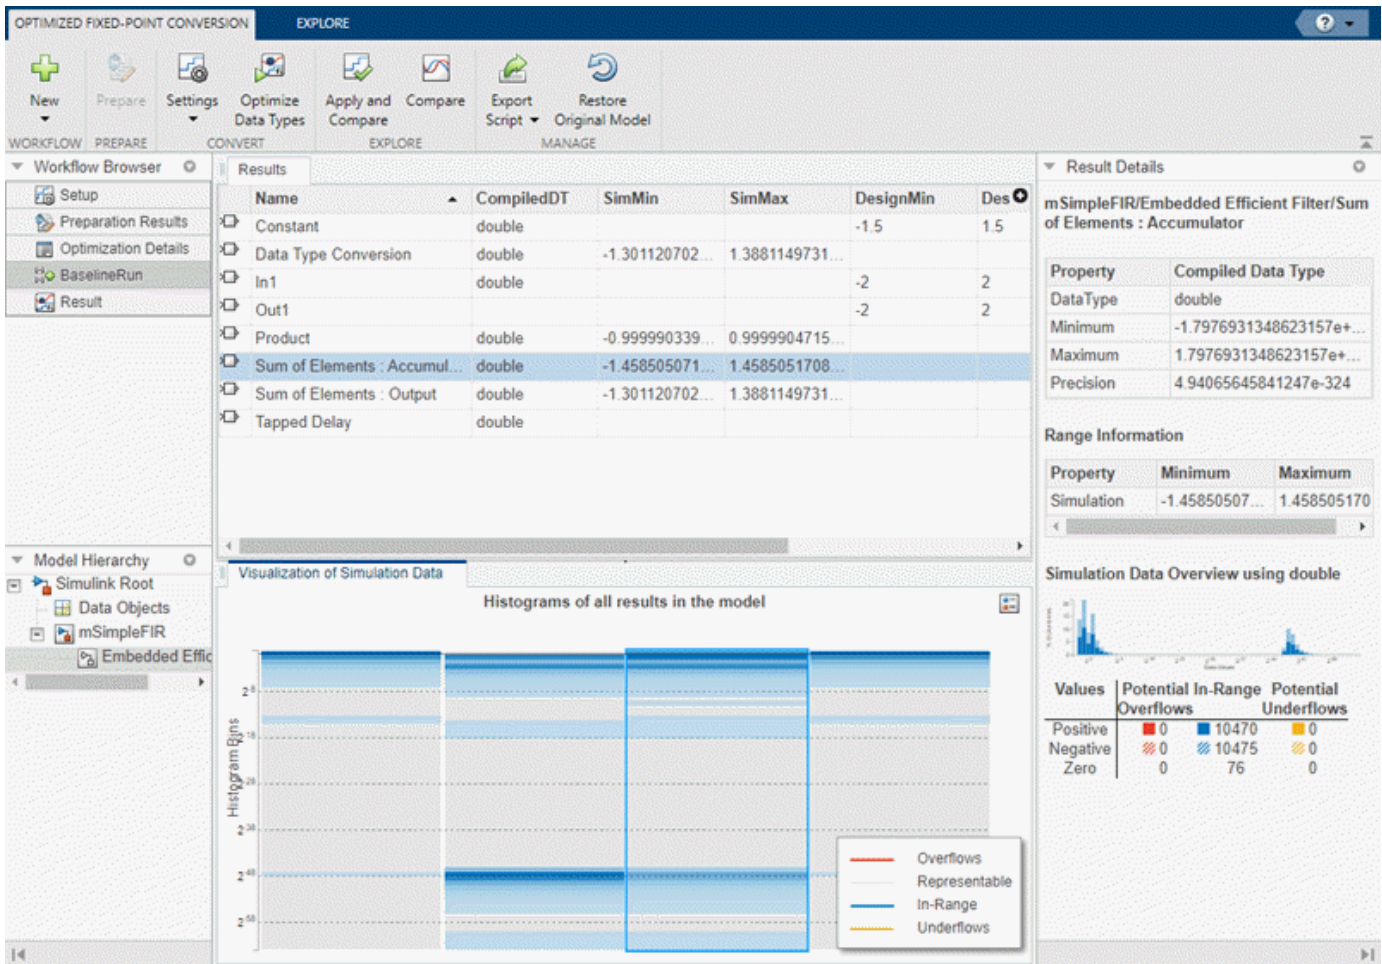 OPTIMIZED FIXED-POINT CONVERSION EXPLORE
?
New Prepare Settings Optimize Data Types Apply and Compare Compare Export Script Restore Original Model
WORKFLOW PREPARE CONVERT EXPLORE MANAGE
Workflow Browser
Setup
Preparation Results
Optimization Details
BaselineRun
Result
Model Hierarchy
Simulink Root
Data Objects
mSimpleFIR
Embedded Effic
Results
Name CompiledDT SimMin SimMax DesignMin Des
Constant double -1.5 1.5
Data Type Conversion double -1.301120702... 1.3881149731...
In1 double -2 2
Out1 -2 2
Product double -0.999990339... 0.9999904715...
Sum of Elements : Accumul... double -1.458505071... 1.4585051708...
Sum of Elements : Output double -1.301120702... 1.3881149731...
Tapped Delay double
Visualization of Simulation Data
Histograms of all results in the model
Histogram Bins
Overflows
Representable
In-Range
Underflows
Result Details
mSimpleFIR/Embedded Efficient Filter/Sum
of Elements : Accumulator
Property Compiled Data Type
DataType double
Minimum -1.7976931348623157e+...
Maximum 1.7976931348623157e+...
Precision 4.94065645841247e-324
Range Information
Property Minimum Maximum
Simulation -1.45850507... 1.458505170
Simulation Data Overview using double
Values Potential Overflows In-Range Potential Underflows
Positive 0 10470 0
Negative 0 10475 0
Zero 0 76 0